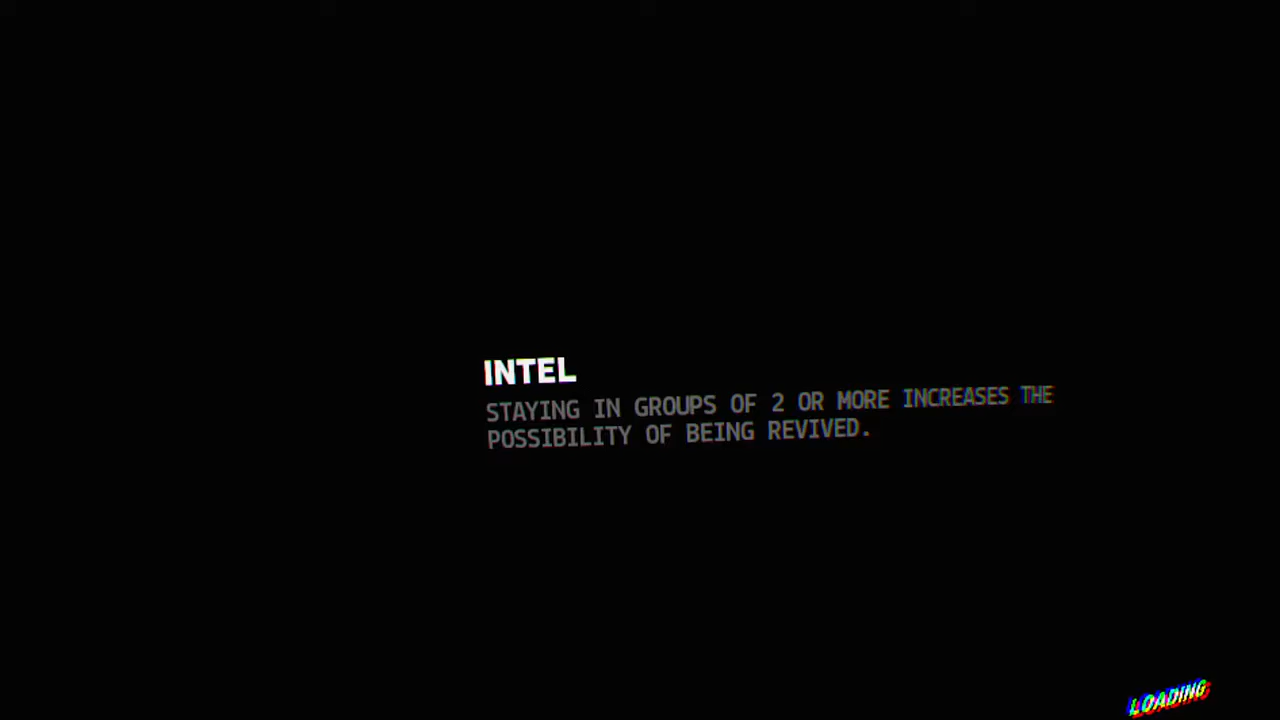 INTEL
STAYING IN GROUPS OF 2 OR MORE INCREASES THE
POSSIBILITY OF BEING REVIVED.
LOADING